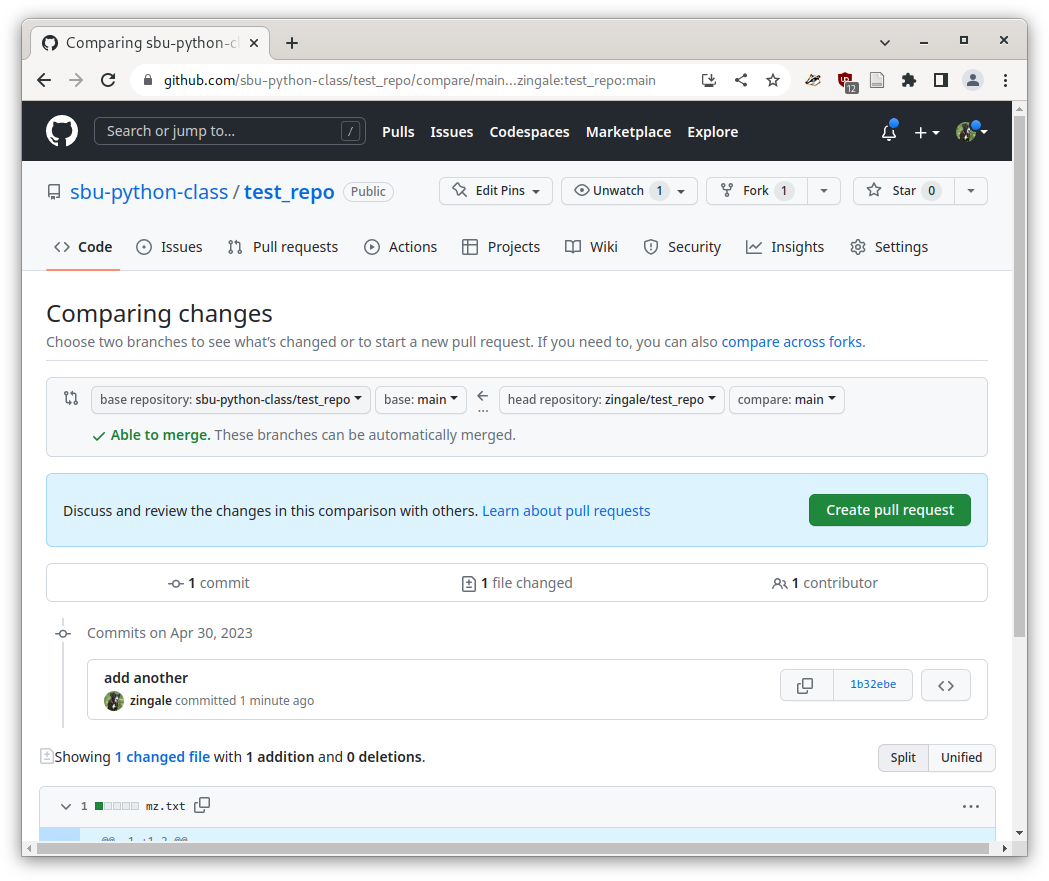 Comparing sbu-python-cl
github.com/sbu-python-class/test_repo/compare/main...zingale:test_repo:main
12
Search or jump to...
/
Pulls Issues Codespaces Marketplace Explore
sbu-python-class / test_repo Public
Edit Pins Unwatch 1 Fork 1 Star 0
Code Issues Pull requests Actions Projects Wiki Security Insights Settings
Comparing changes
Choose two branches to see what's changed or to start a new pull request. If you need to, you can also compare across forks.
base repository: sbu-python-class/test_repo base: main ... head repository: zingale/test_repo compare: main
Able to merge. These branches can be automatically merged.
Discuss and review the changes in this comparison with others. Learn about pull requests
Create pull request
1 commit 1 file changed 1 contributor
Commits on Apr 30, 2023
add another
zingale committed 1 minute ago
1b32ebe
Showing 1 changed file with 1 addition and 0 deletions.
Split Unified
1 mz.txt